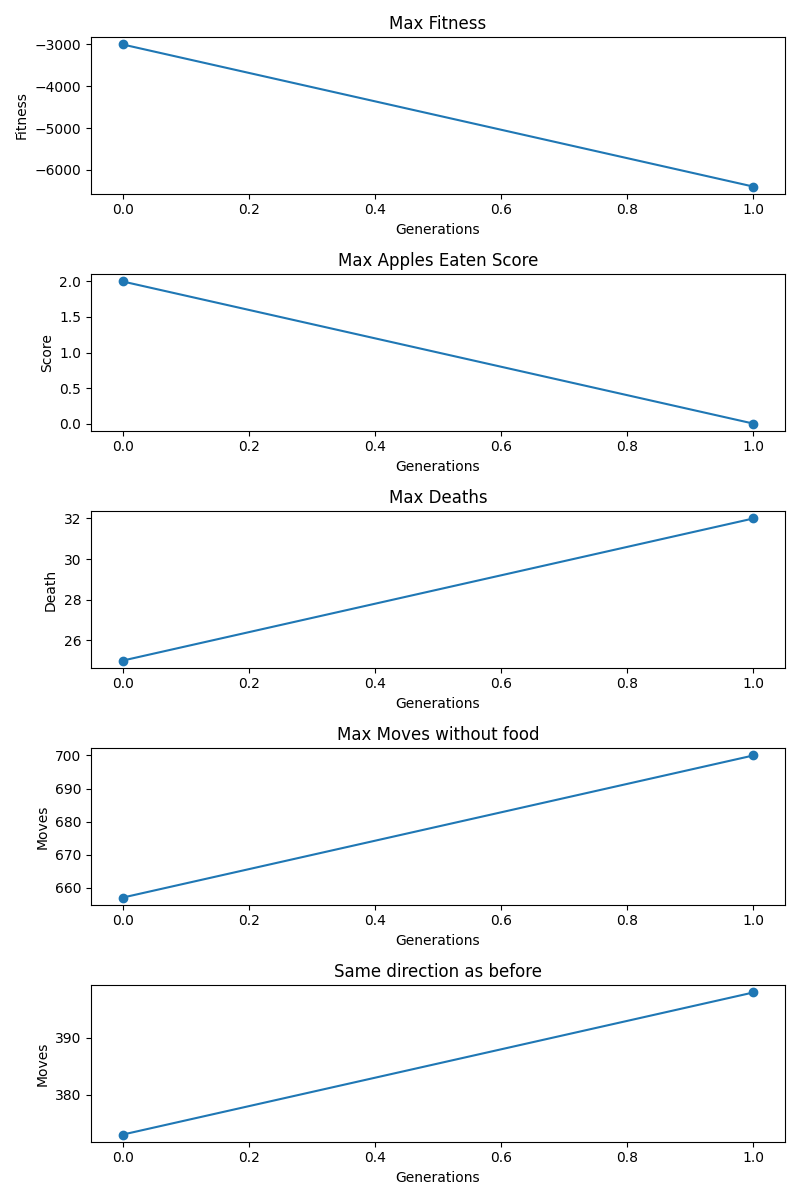 Max Fitness
Fitness
−3000
−4000
−5000
−6000
0.0 0.2 0.4 0.6 0.8 1.0
Generations
Max Apples Eaten Score
Score
2.0
1.5
1.0
0.5
0.0
0.0 0.2 0.4 0.6 0.8 1.0
Generations
Max Deaths
Death
32
30
28
26
0.0 0.2 0.4 0.6 0.8 1.0
Generations
Max Moves without food
Moves
700
690
680
670
660
0.0 0.2 0.4 0.6 0.8 1.0
Generations
Same direction as before
Moves
390
380
0.0 0.2 0.4 0.6 0.8 1.0
Generations